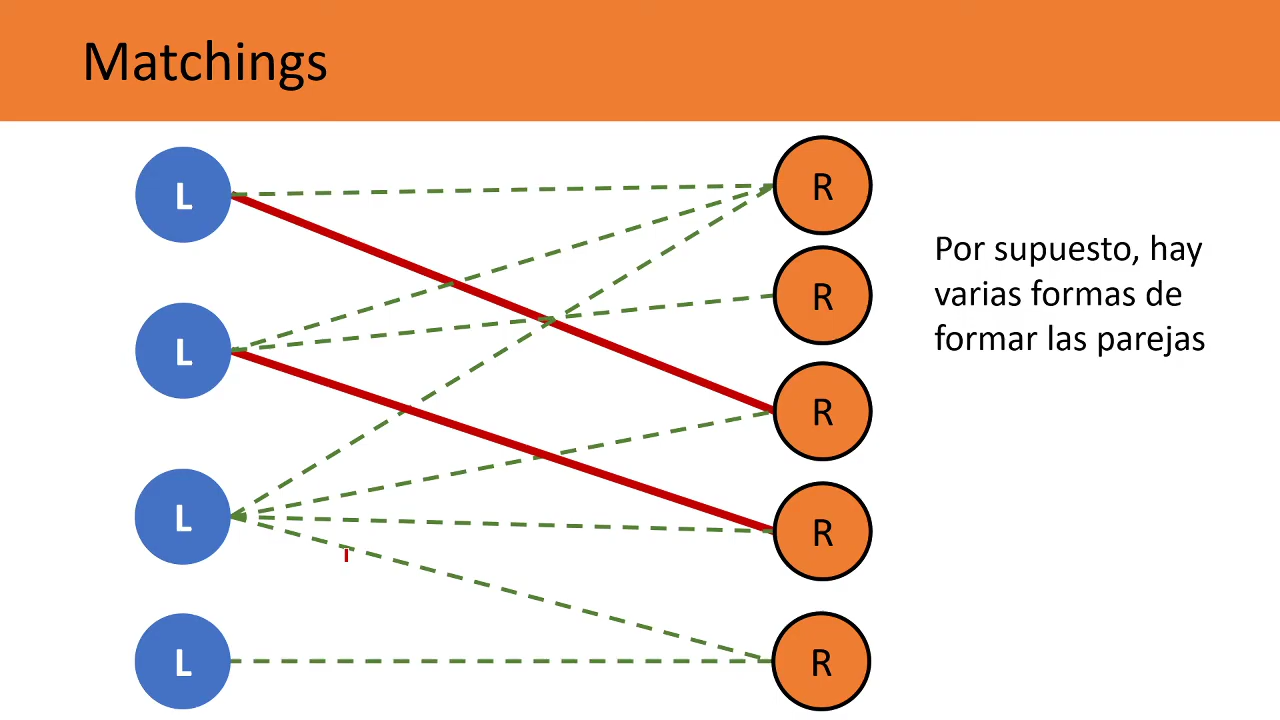 Matchings
L
R
R
Por supuesto, hay
varias formas de
formar las parejas
L
R
L
R
L
R